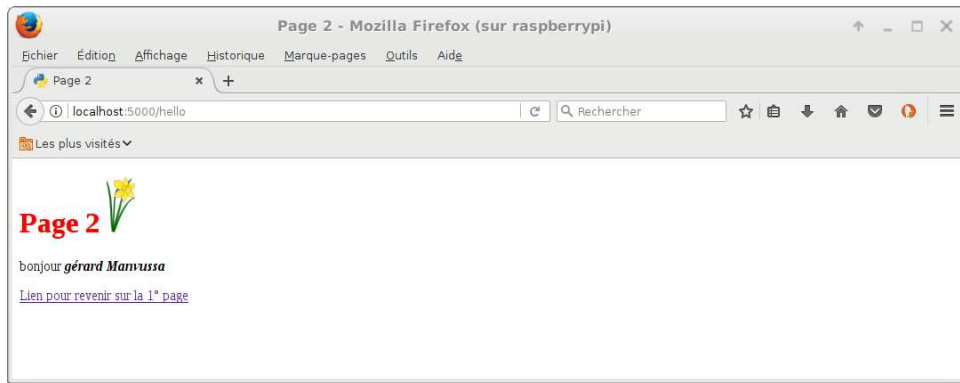 Page 2 - Mozilla Firefox (sur raspberrypi)
Fichier Édition Affichage Historique Marque-pages Outils Aide
Page 2
localhost:5000/hello
Rechercher
Les plus visités
Page 2
bonjour gérard Manvussa
Lien pour revenir sur la 1° page